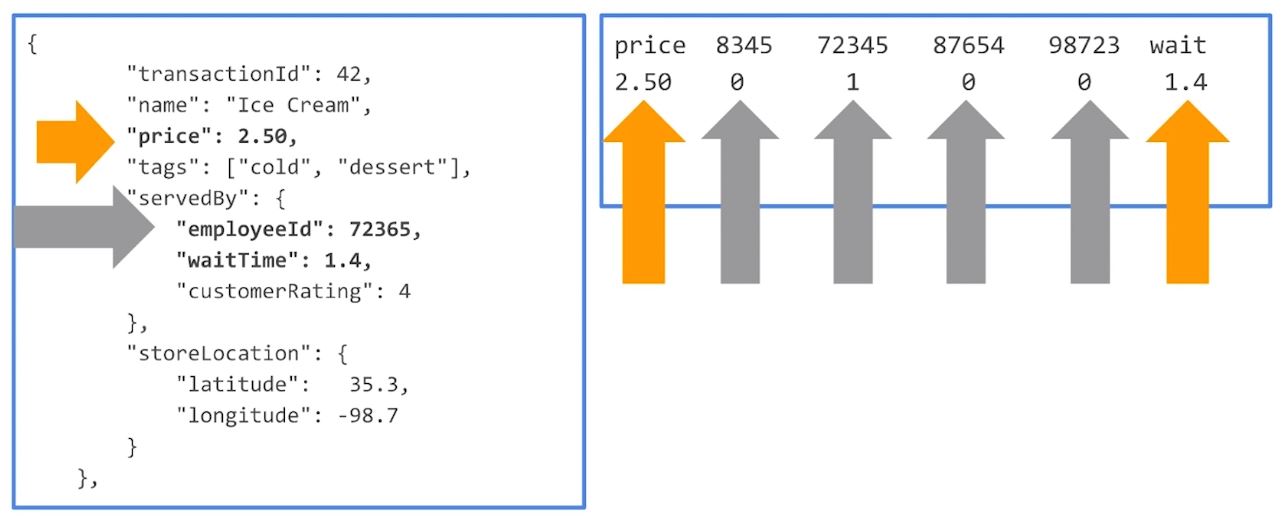 {
"transactionId": 42,
"name": "Ice Cream",
"price": 2.50,
"tags": ["cold", "dessert"],
"servedBy": {
"employeeId": 72365,
"waitTime": 1.4,
"customerRating": 4
},
"storeLocation": {
"latitude": 35.3,
"longitude": -98.7
}
},
price 8345 72345 87654 98723 wait
2.50 0 1 0 0 1.4